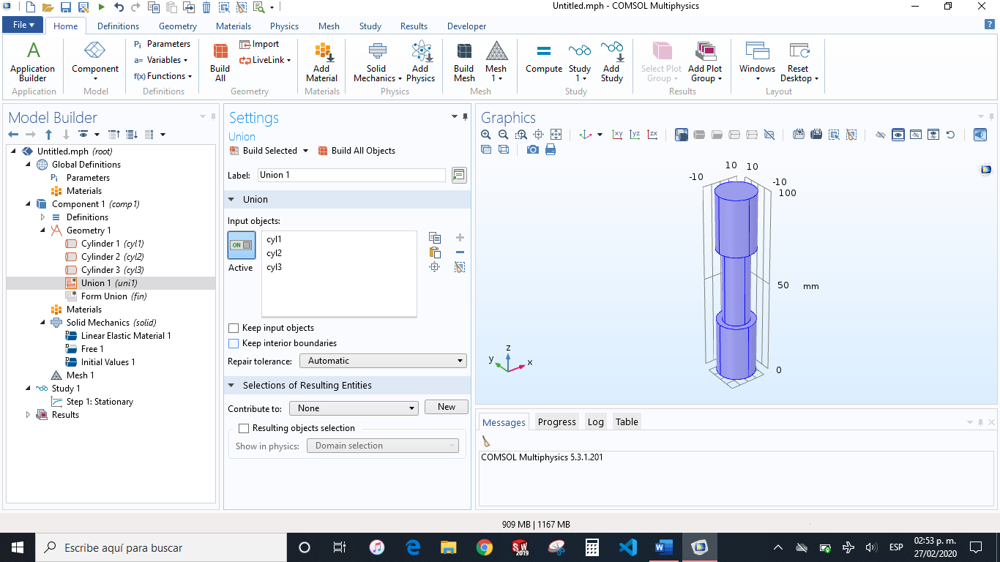 Untitled.mph - COMSOL Multiphysics
File Home Definitions Geometry Materials Physics Mesh Study Results Developer
Application Builder
Application
Component
Model
Pi Parameters
a= Variables
f(x) Functions
Definitions
Build All
Import
LiveLink
Geometry
Add Material
Materials
Solid Mechanics
Add Physics
Physics
Build Mesh
Mesh 1
Mesh
Compute
Study 1
Add Study
Study
Select Plot Group
Add Plot Group
Results
Windows
Reset Desktop
Layout
Model Builder
Untitled.mph (root)
Global Definitions
Pi Parameters
Materials
Component 1 (comp1)
Definitions
Geometry 1
Cylinder 1 (cyl1)
Cylinder 2 (cyl2)
Cylinder 3 (cyl3)
Union 1 (uni1)
Form Union (fin)
Materials
Solid Mechanics (solid)
Linear Elastic Material 1
Free 1
Initial Values 1
Mesh 1
Study 1
Step 1: Stationary
Results
Settings
Union
Build Selected Build All Objects
Label: Union 1
Union
Input objects:
ON
Active
cyl1
cyl2
cyl3
Keep input objects
Keep interior boundaries
Repair tolerance: Automatic
Selections of Resulting Entities
Contribute to: None New
Resulting objects selection
Show in physics: Domain selection
Graphics
xy yz zx
-10 10 10 -10
100
50 mm
0
z
y x
Messages Progress Log Table
COMSOL Multiphysics 5.3.1.201
909 MB | 1167 MB
Escribe aquí para buscar
SW 2019
ESP
02:53 p. m.
27/02/2020